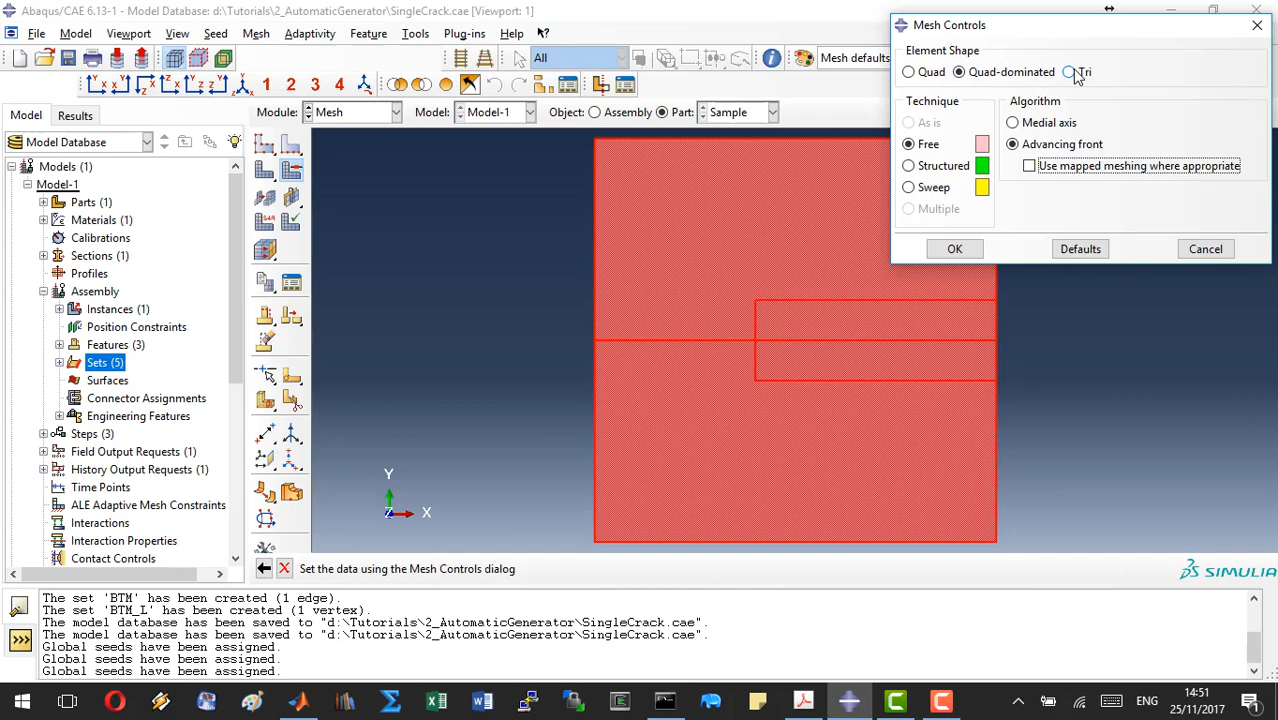 Abaqus/CAE 6.13-1 - Model Database: d:\Tutorials\2_AutomaticGenerator\SingleCrack.cae [Viewport: 1]
File Model Viewport View Seed Mesh Adaptivity Feature Tools Plug-ins Help
All
Mesh defaults
1 2 3 4
Model Results
Module: Mesh Model: Model-1 Object: Assembly Part: Sample
Model Database
Models (1)
Model-1
Parts (1)
Materials (1)
Calibrations
Sections (1)
Profiles
Assembly
Instances (1)
Position Constraints
Features (3)
Sets (5)
Surfaces
Connector Assignments
Engineering Features
Steps (3)
Field Output Requests (1)
History Output Requests (1)
Time Points
ALE Adaptive Mesh Constraints
Interactions
Interaction Properties
Contact Controls
Mesh Controls
Element Shape
Quad Quad-dominated Tri
Technique
As is
Free
Structured
Sweep
Multiple
Algorithm
Medial axis
Advancing front
Use mapped meshing where appropriate
OK Defaults Cancel
Y
Z
X
Set the data using the Mesh Controls dialog
SIMULIA
The set 'BTM' has been created (1 edge).
The set 'BTM_L' has been created (1 vertex).
The model database has been saved to "d:\Tutorials\2_AutomaticGenerator\SingleCrack.cae".
The model database has been saved to "d:\Tutorials\2_AutomaticGenerator\SingleCrack.cae".
Global seeds have been assigned.
Global seeds have been assigned.
Global seeds have been assigned.
ENG
14:51
25/11/2017